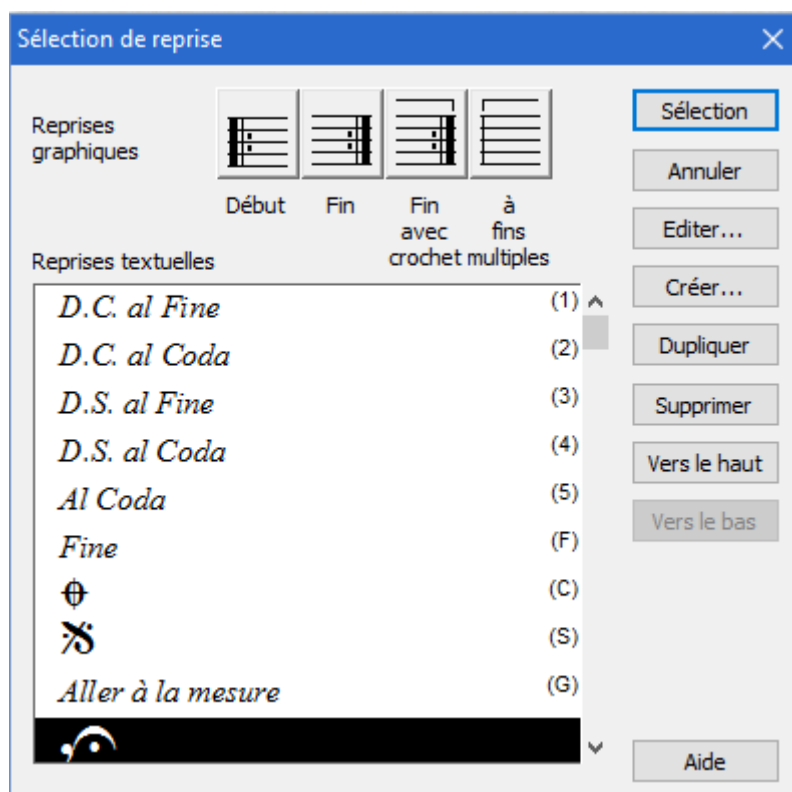 Sélection de reprise
Reprises
graphiques
Début
Fin
Fin
avec
crochet
à
fins
multiples
Reprises textuelles
D.C. al Fine (1)
D.C. al Coda (2)
D.S. al Fine (3)
D.S. al Coda (4)
Al Coda (5)
Fine (F)
(C)
(S)
Aller à la mesure (G)
Sélection
Annuler
Editer...
Créer...
Dupliquer
Supprimer
Vers le haut
Vers le bas
Aide